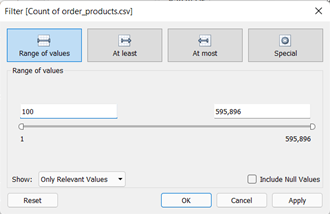 Filter [Count of order_products.csv]
Range of values
At least
At most
Special
Range of values
100
595,896
1
595,896
Show: Only Relevant Values
Include Null Values
Reset
OK
Cancel
Apply